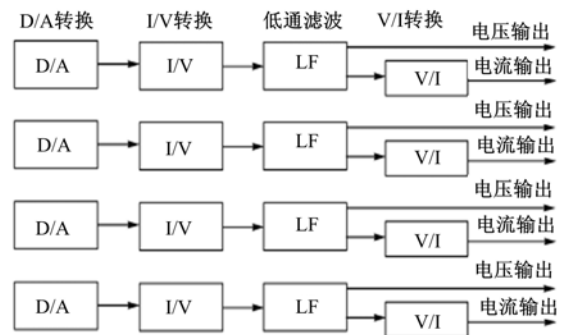 D/A转换 I/V转换 低通滤波 V/I转换
电压输出
D/A I/V LF V/I 电流输出
电压输出
D/A I/V LF V/I 电流输出
电压输出
D/A I/V LF V/I 电流输出
电压输出
D/A I/V LF V/I 电流输出